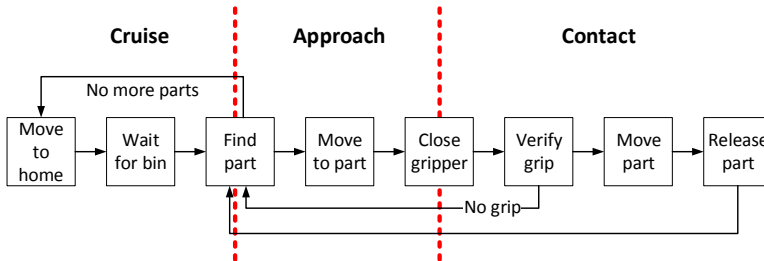 Cruise
Approach
Contact
No more parts
Move
to
home
Wait
for bin
Find
part
Move
to part
Close
gripper
Verify
grip
Move
part
Release
part
No grip